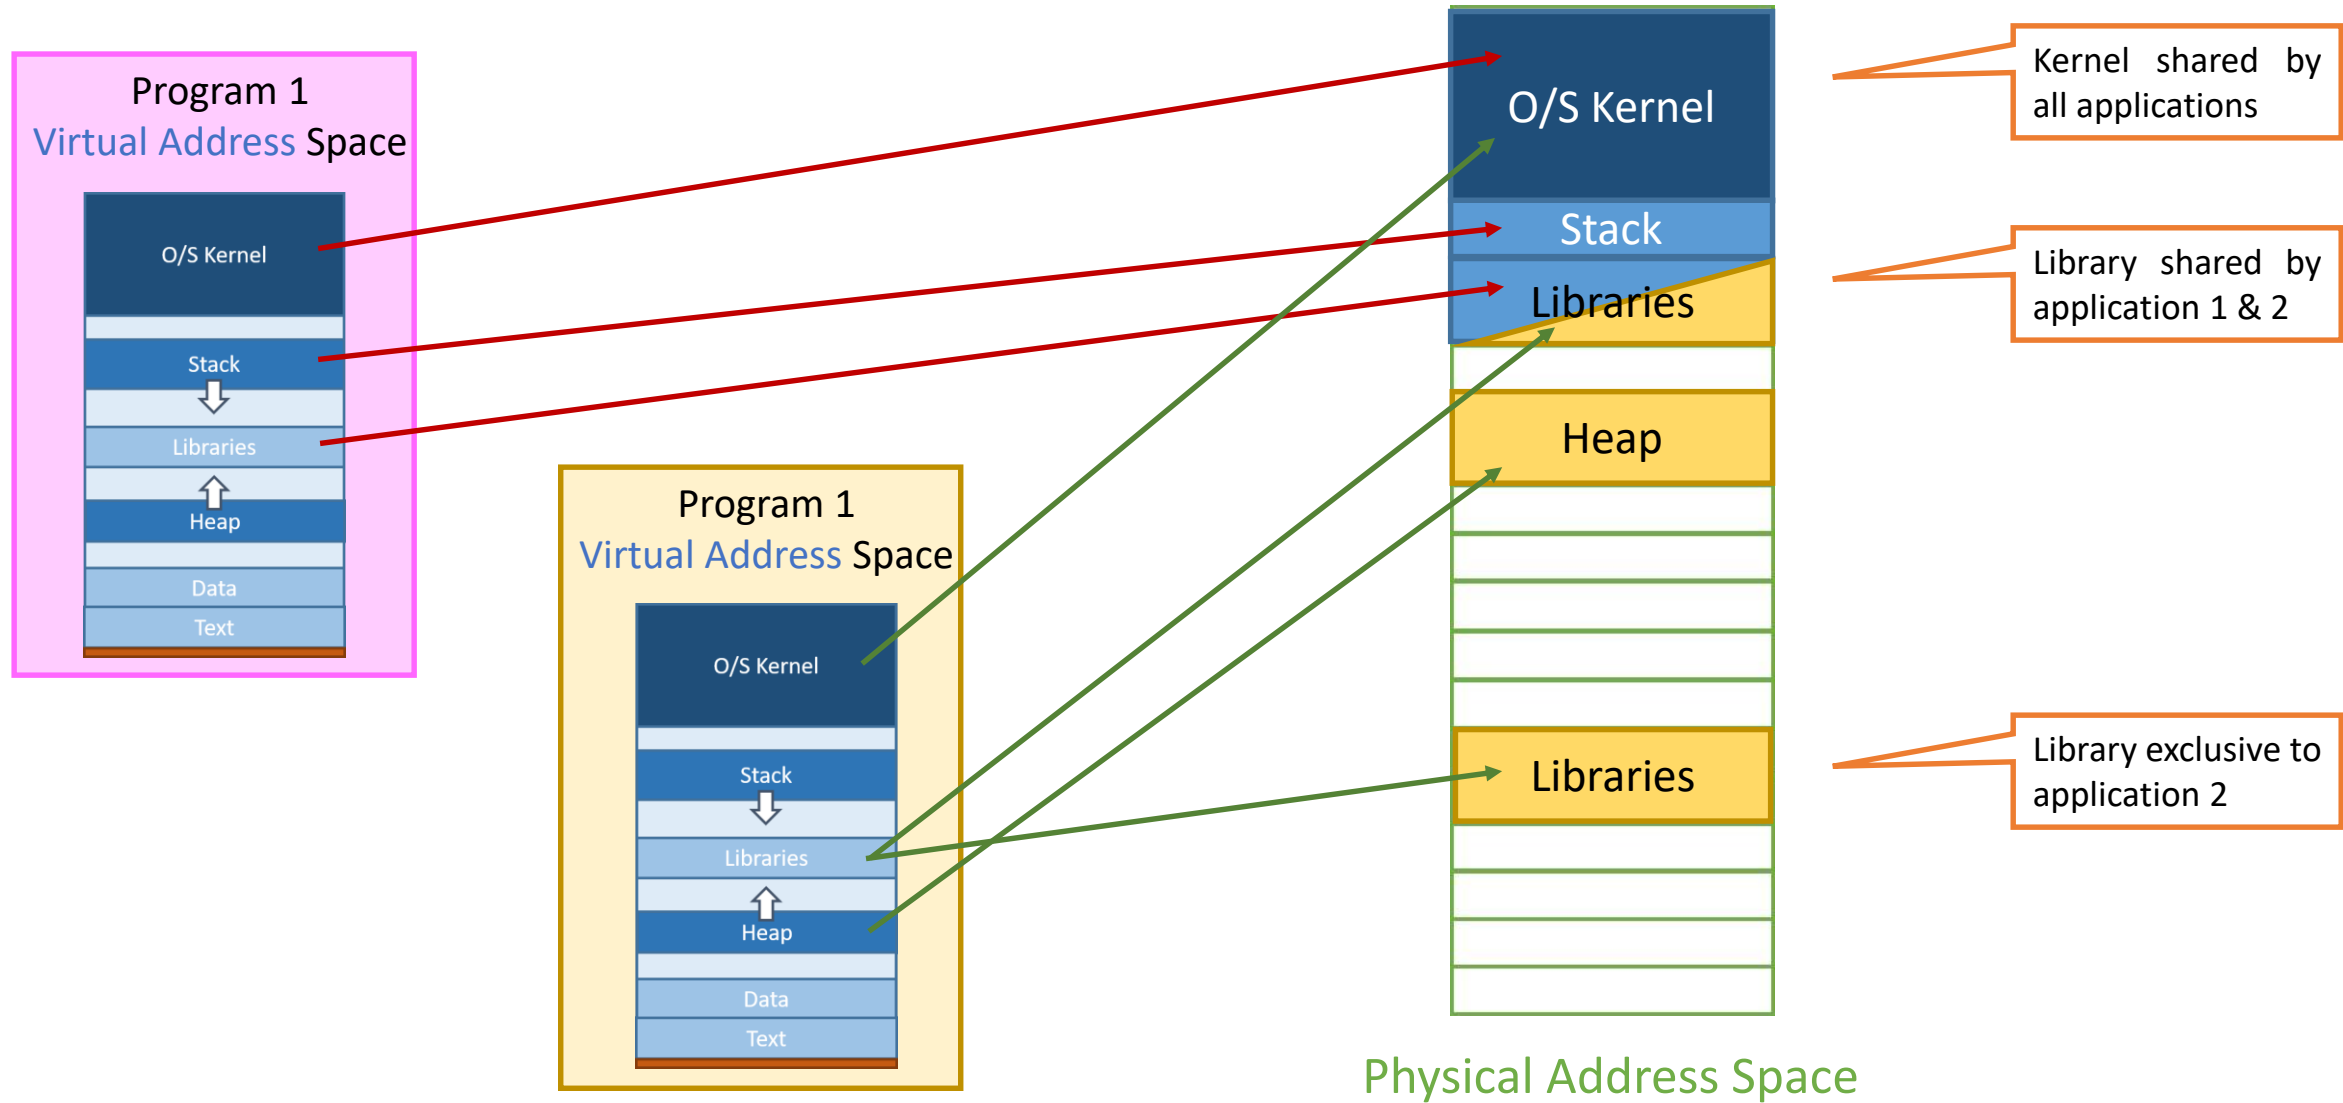 Program 1
Virtual Address Space
O/S Kernel
Stack
Libraries
Heap
Data
Text
Program 1
Virtual Address Space
O/S Kernel
Stack
Libraries
Heap
Data
Text
O/S Kernel
Stack
Libraries
Heap
Libraries
Physical Address Space
Kernel shared by
all applications
Library shared by
application 1 & 2
Library exclusive to
application 2